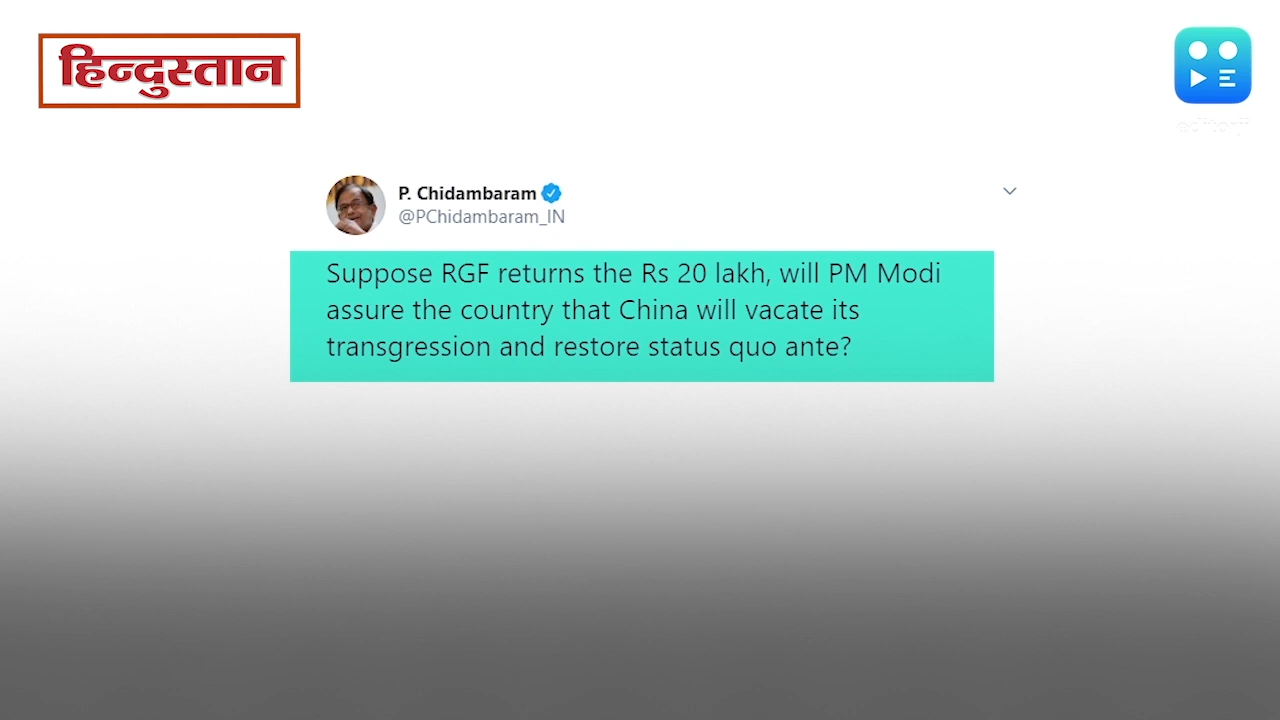 हिन्दुस्तान
P. Chidambaram
@PChidambaram_IN
Suppose RGF returns the Rs 20 lakh, will PM Modi
assure the country that China will vacate its
transgression and restore status quo ante?